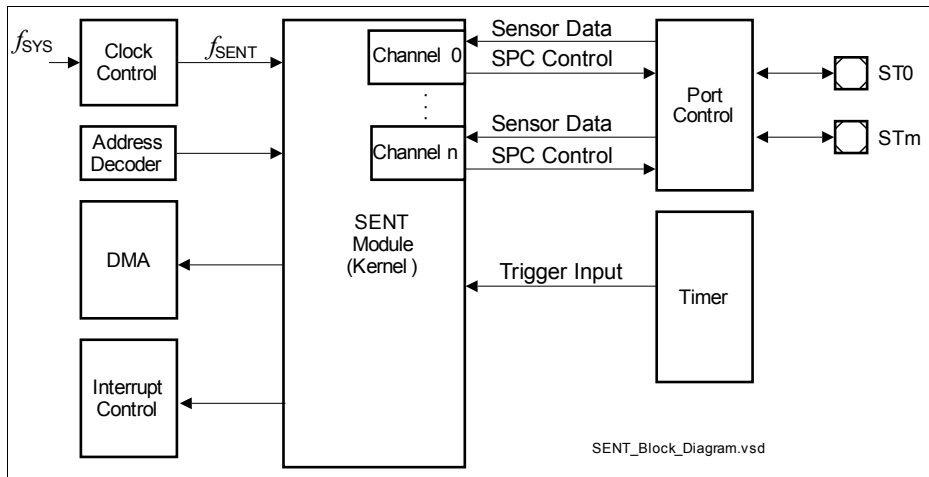 fSYS
Clock
Control
fSENT
Address
Decoder
DMA
Interrupt
Control
Channel 0
Channel n
SENT
Module
(Kernel )
Sensor Data
SPC Control
Sensor Data
SPC Control
Trigger Input
Port
Control
Timer
ST0
STm
SENT_Block_Diagram.vsd